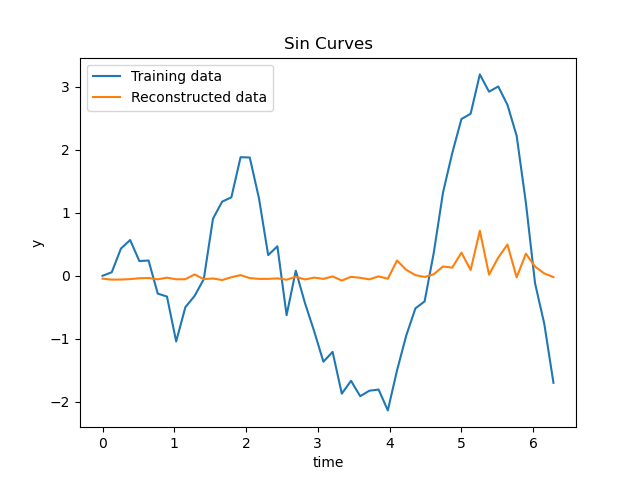 Sin Curves
Training data
Reconstructed data
3
2
1
0
−1
−2
y
0 1 2 3 4 5 6
time